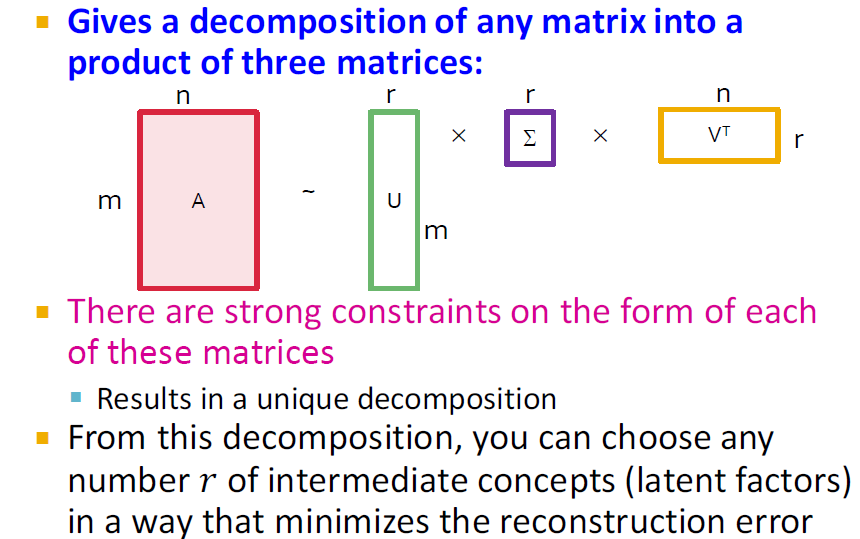 Gives a decomposition of any matrix into a
product of three matrices:
n r r n
× Σ × Vᵀ r
m A ~ U
m
There are strong constraints on the form of each
of these matrices
Results in a unique decomposition
From this decomposition, you can choose any
number r of intermediate concepts (latent factors)
in a way that minimizes the reconstruction error